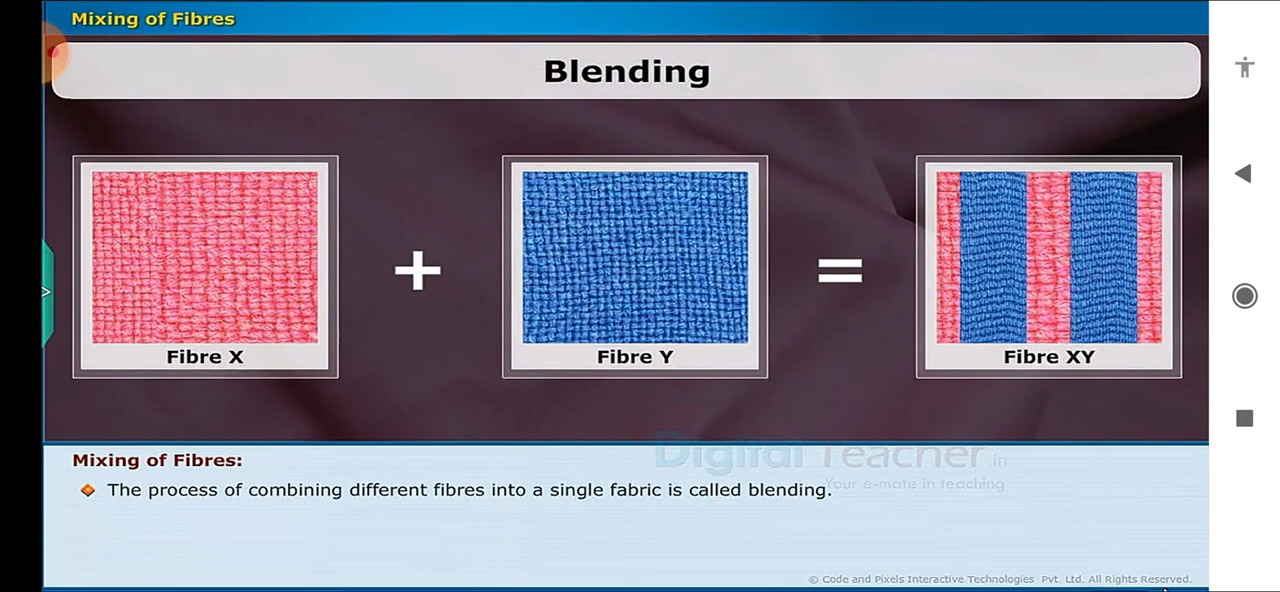 Mixing of Fibres
Blending
+
=
Fibre X
Fibre Y
Fibre XY
Digital Teacher.in
Your e-mate in teaching
Mixing of Fibres:
The process of combining different fibres into a single fabric is called blending.
© Code and Pixels Interactive Technologies Pvt. Ltd. All Rights Reserved.